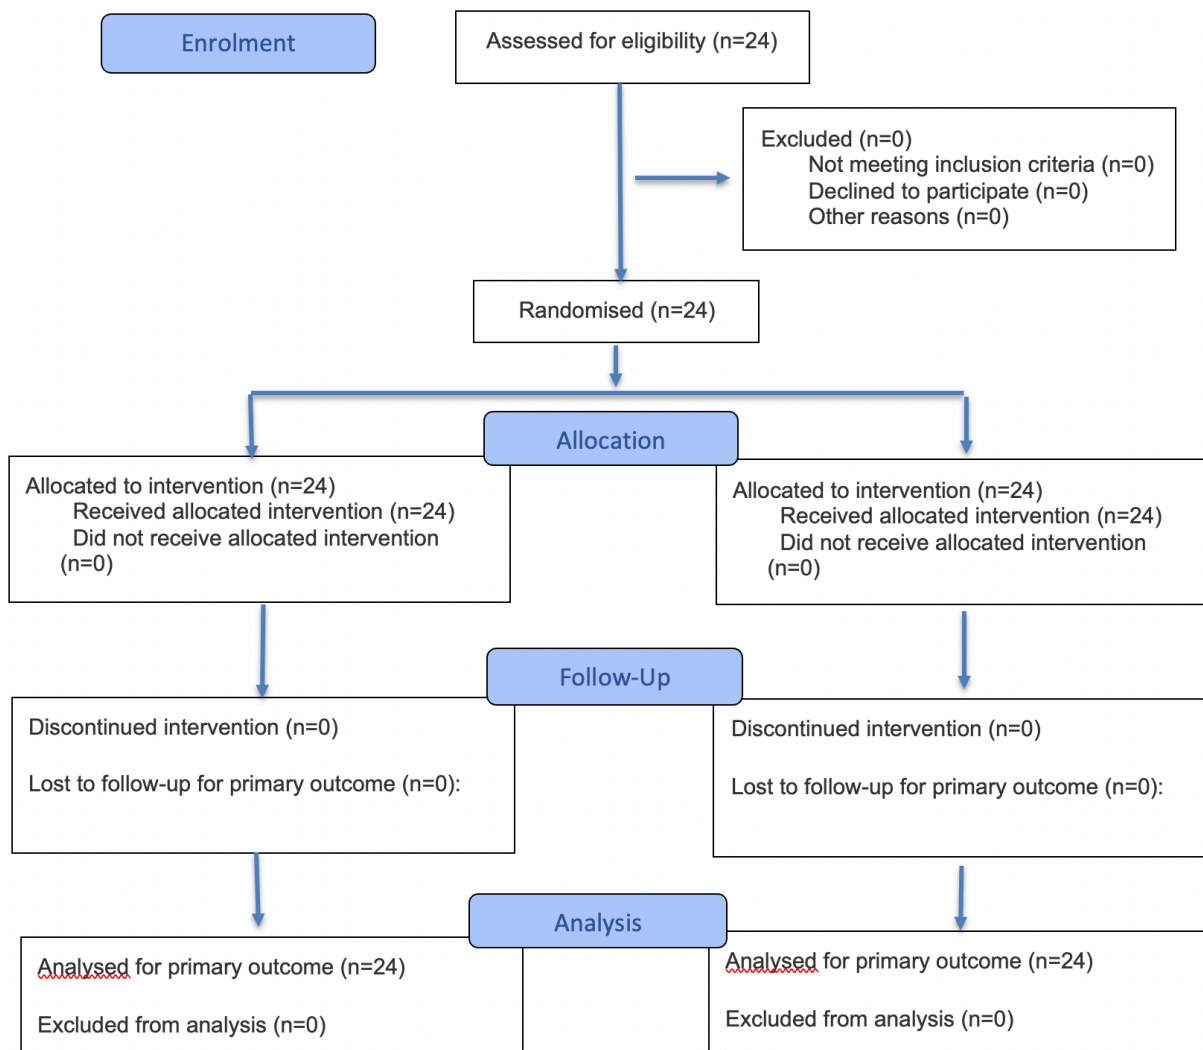 Enrolment
Assessed for eligibility (n=24)
Excluded (n=0)
Not meeting inclusion criteria (n=0)
Declined to participate (n=0)
Other reasons (n=0)
Randomised (n=24)
Allocation
Allocated to intervention (n=24)
Received allocated intervention (n=24)
Did not receive allocated intervention
(n=0)
Allocated to intervention (n=24)
Received allocated intervention (n=24)
Did not receive allocated intervention
(n=0)
Follow-Up
Discontinued intervention (n=0)
Lost to follow-up for primary outcome (n=0):
Discontinued intervention (n=0)
Lost to follow-up for primary outcome (n=0):
Analysis
Analysed for primary outcome (n=24)
Excluded from analysis (n=0)
Analysed for primary outcome (n=24)
Excluded from analysis (n=0)